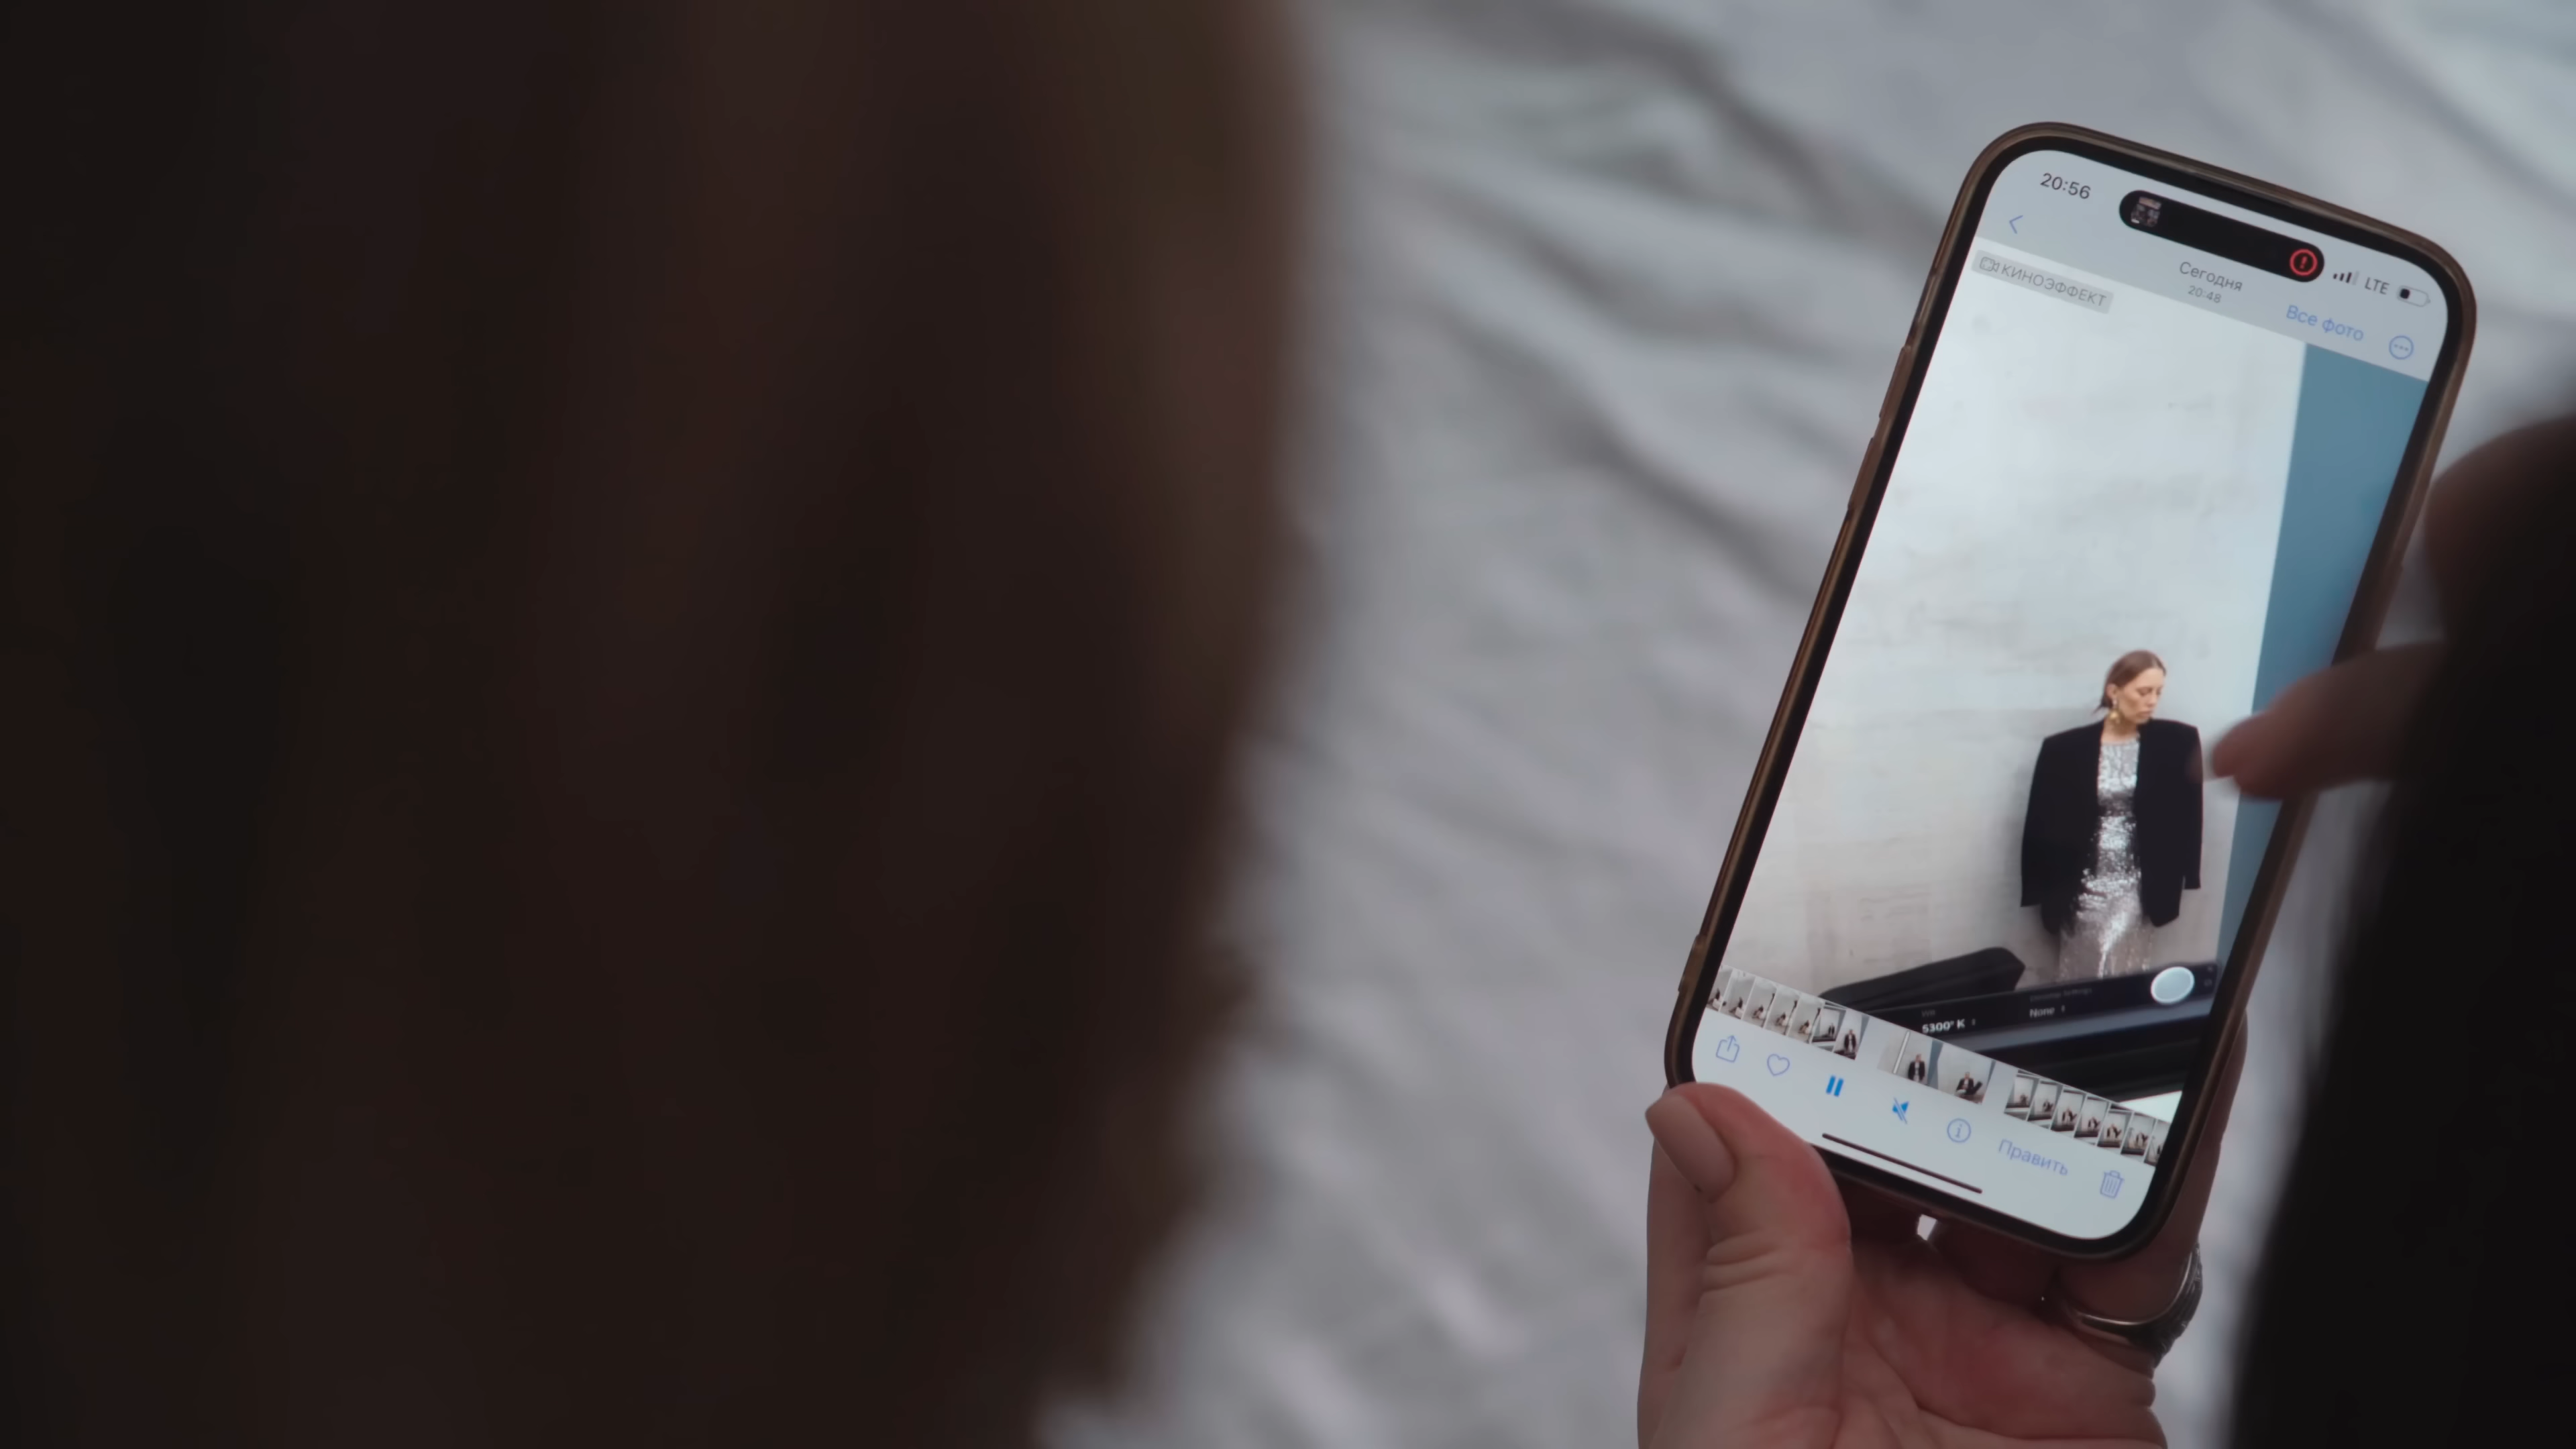 20:56
LTE
Сегодня
20:48
Все фото
КИНОЭФФЕКТ
5300° K
None
Править